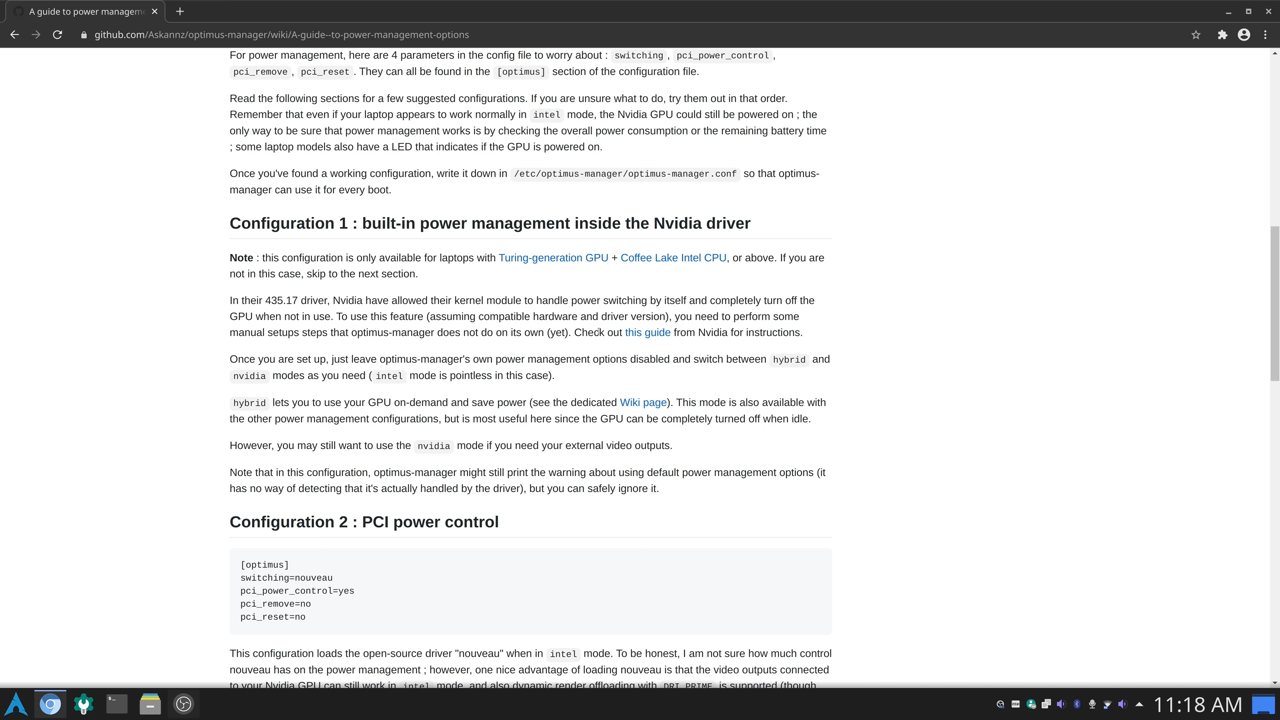 A guide to power managem
github.com/Askannz/optimus-manager/wiki/A-guide--to-power-management-options
For power management, here are 4 parameters in the config file to worry about : switching , pci_power_control ,
pci_remove , pci_reset . They can all be found in the [optimus] section of the configuration file.
Read the following sections for a few suggested configurations. If you are unsure what to do, try them out in that order.
Remember that even if your laptop appears to work normally in intel mode, the Nvidia GPU could still be powered on ; the
only way to be sure that power management works is by checking the overall power consumption or the remaining battery time
; some laptop models also have a LED that indicates if the GPU is powered on.
Once you've found a working configuration, write it down in /etc/optimus-manager/optimus-manager.conf so that optimus-
manager can use it for every boot.
Configuration 1 : built-in power management inside the Nvidia driver
Note : this configuration is only available for laptops with Turing-generation GPU + Coffee Lake Intel CPU, or above. If you are
not in this case, skip to the next section.
In their 435.17 driver, Nvidia have allowed their kernel module to handle power switching by itself and completely turn off the
GPU when not in use. To use this feature (assuming compatible hardware and driver version), you need to perform some
manual setups steps that optimus-manager does not do on its own (yet). Check out this guide from Nvidia for instructions.
Once you are set up, just leave optimus-manager's own power management options disabled and switch between hybrid and
nvidia modes as you need ( intel mode is pointless in this case).
hybrid lets you to use your GPU on-demand and save power (see the dedicated Wiki page). This mode is also available with
the other power management configurations, but is most useful here since the GPU can be completely turned off when idle.
However, you may still want to use the nvidia mode if you need your external video outputs.
Note that in this configuration, optimus-manager might still print the warning about using default power management options (it
has no way of detecting that it's actually handled by the driver), but you can safely ignore it.
Configuration 2 : PCI power control
[optimus]
switching=nouveau
pci_power_control=yes
pci_remove=no
pci_reset=no
This configuration loads the open-source driver "nouveau" when in intel mode. To be honest, I am not sure how much control
nouveau has on the power management ; however, one nice advantage of loading nouveau is that the video outputs connected
to your Nvidia GPU can still work in intel mode, and also dynamic render offloading with DRI_PRIME is supported (though
11:18 AM